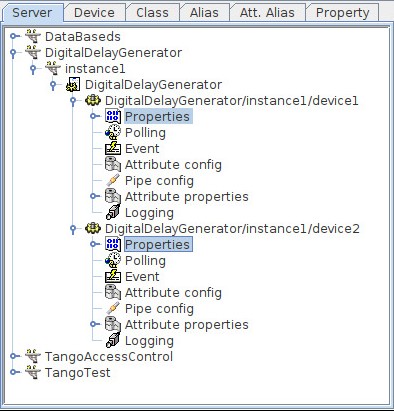 Server Device Class Alias Att. Alias Property
DataBaseds
DigitalDelayGenerator
instance1
DigitalDelayGenerator
DigitalDelayGenerator/instance1/device1
Properties
Polling
Event
Attribute config
Pipe config
Attribute properties
Logging
DigitalDelayGenerator/instance1/device2
Properties
Polling
Event
Attribute config
Pipe config
Attribute properties
Logging
TangoAccessControl
TangoTest